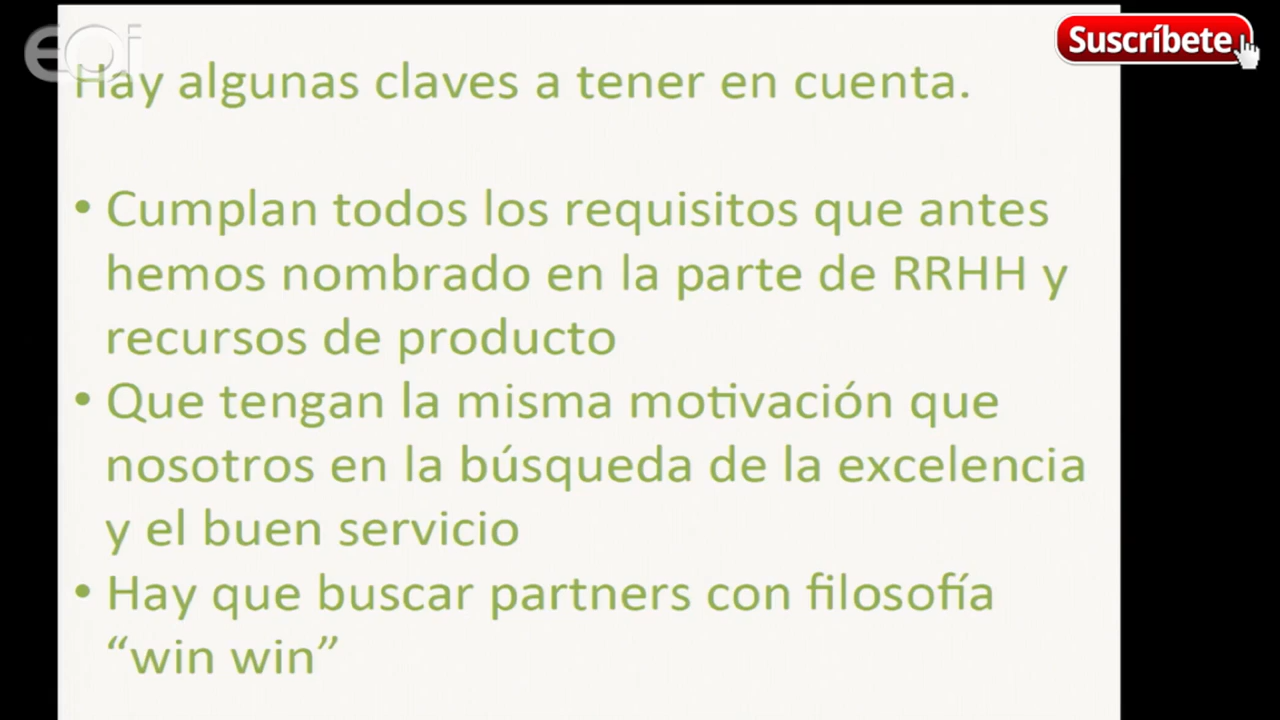 eoi
Suscríbete
Hay algunas claves a tener en cuenta.
• Cumplan todos los requisitos que antes
hemos nombrado en la parte de RRHH y
recursos de producto
• Que tengan la misma motivación que
nosotros en la búsqueda de la excelencia
y el buen servicio
• Hay que buscar partners con filosofía
“win win”